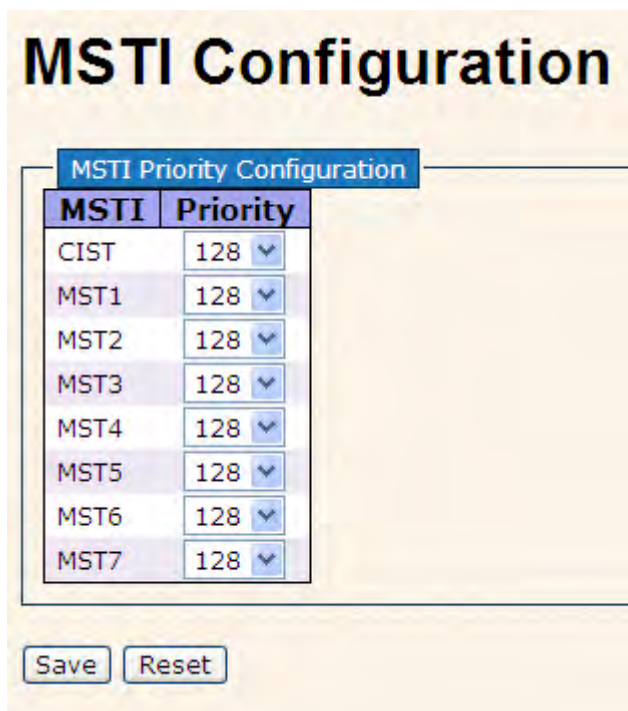 MSTI Configuration
MSTI Priority Configuration
MSTI Priority
CIST 128
MST1 128
MST2 128
MST3 128
MST4 128
MST5 128
MST6 128
MST7 128
Save Reset